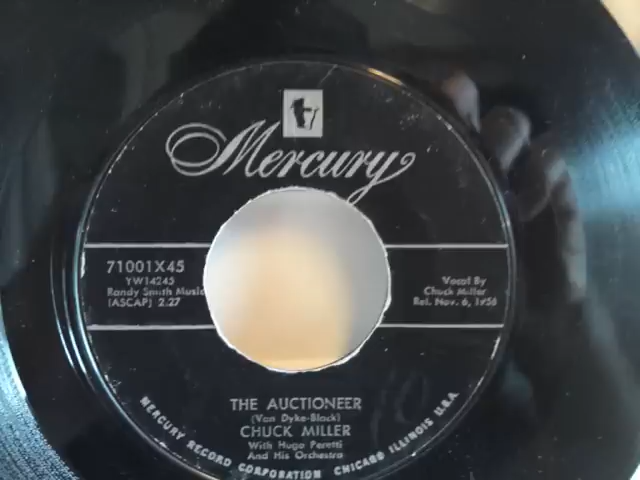 Mercury
71001X45
YW14245
Randy Smith Music
(ASCAP) 2.27
Vocal By
Chuck Miller
Rel. Nov. 6, 1956
THE AUCTIONEER
(Van Dyke-Black)
CHUCK MILLER
With Hugo Peretti
And His Orchestra
MERCURY RECORD CORPORATION CHICAGO ILLINOIS U.S.A.